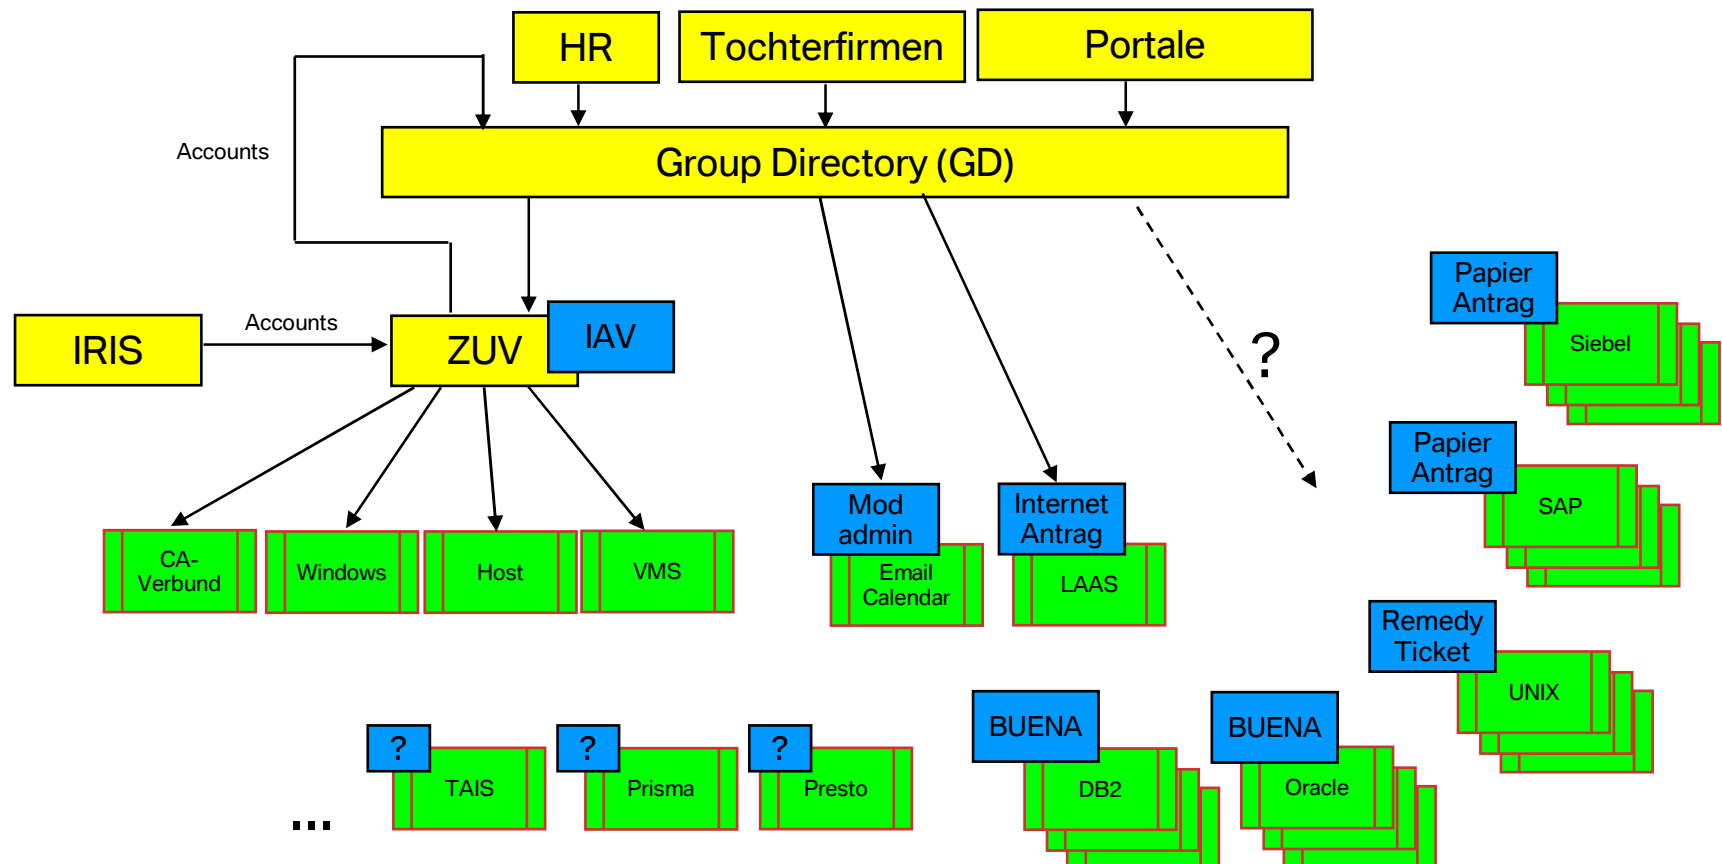 HR
Tochterfirmen
Portale
Accounts
Group Directory (GD)
Papier
Antrag
Siebel
IRIS
Accounts
ZUV
IAV
?
Papier
Antrag
SAP
Mod
admin
Email
Calendar
Internet
Antrag
LAAS
CA-
Verbund
Windows
Host
VMS
Remedy
Ticket
UNIX
?
TAIS
?
Prisma
?
Presto
BUENA
DB2
BUENA
Oracle
...